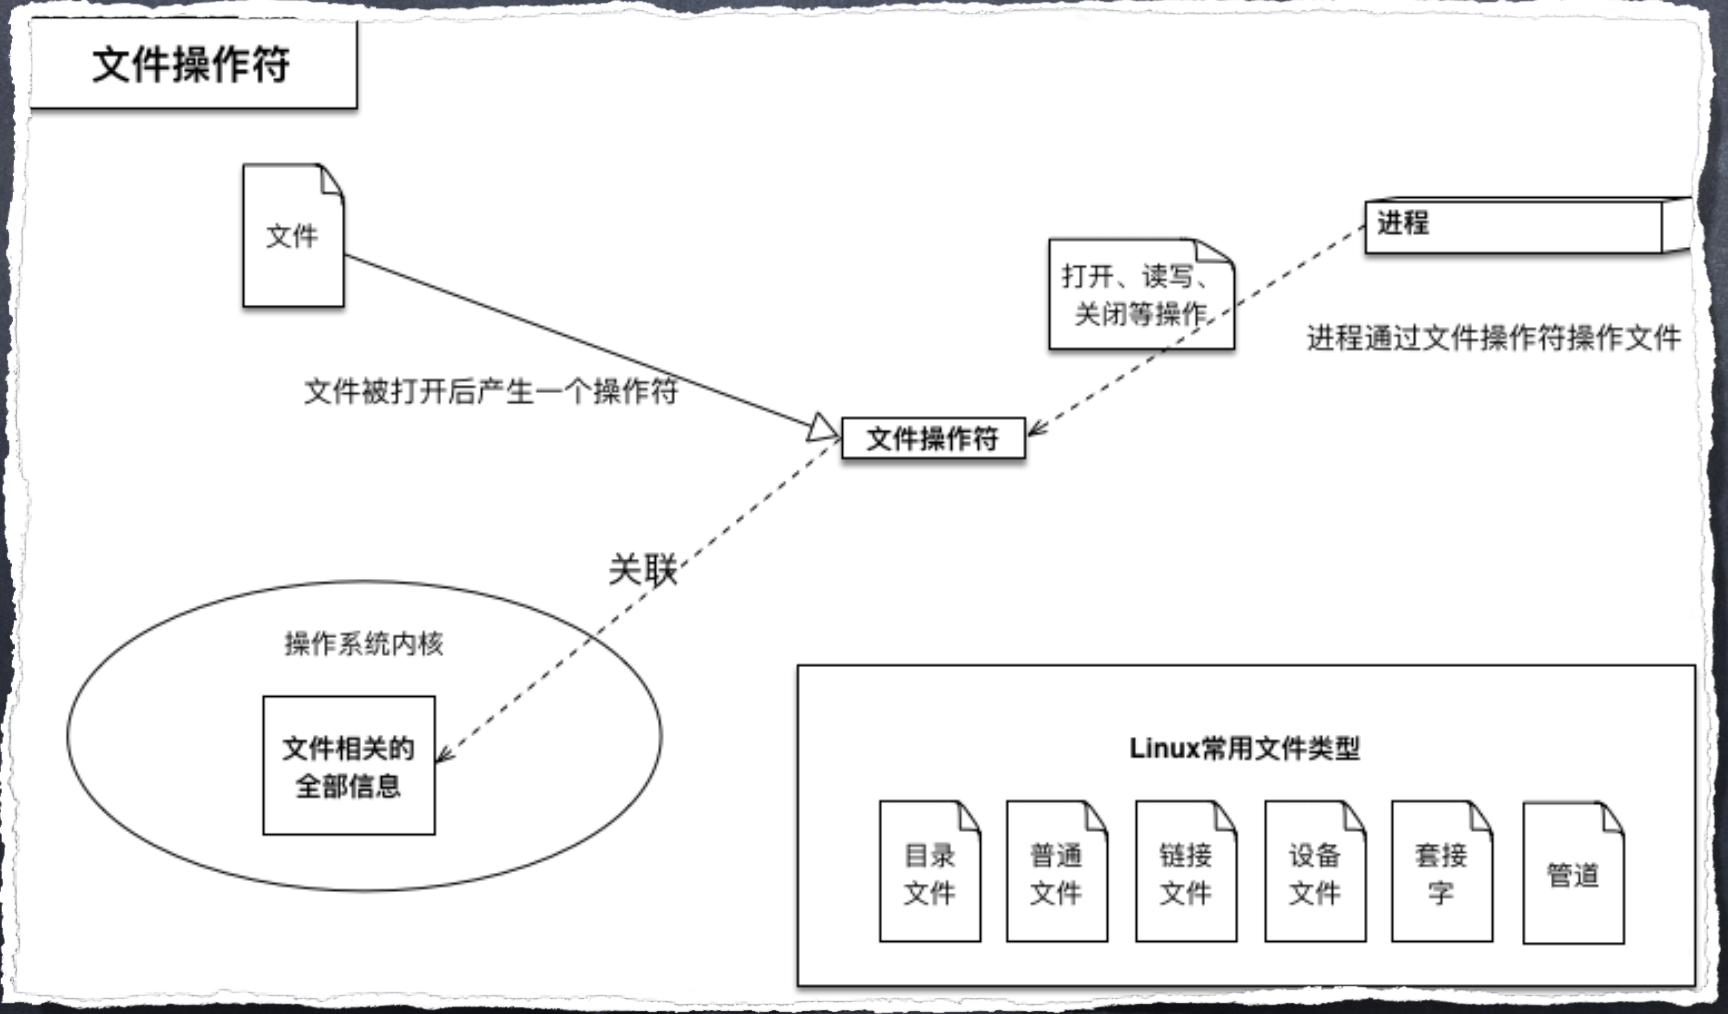 文件操作符
文件
进程
打开、读写、
关闭等操作
进程通过文件操作符操作文件
文件被打开后产生一个操作符
文件操作符
关联
操作系统内核
文件相关的
全部信息
Linux常用文件类型
目录
文件
普通
文件
链接
文件
设备
文件
套接
字
管道